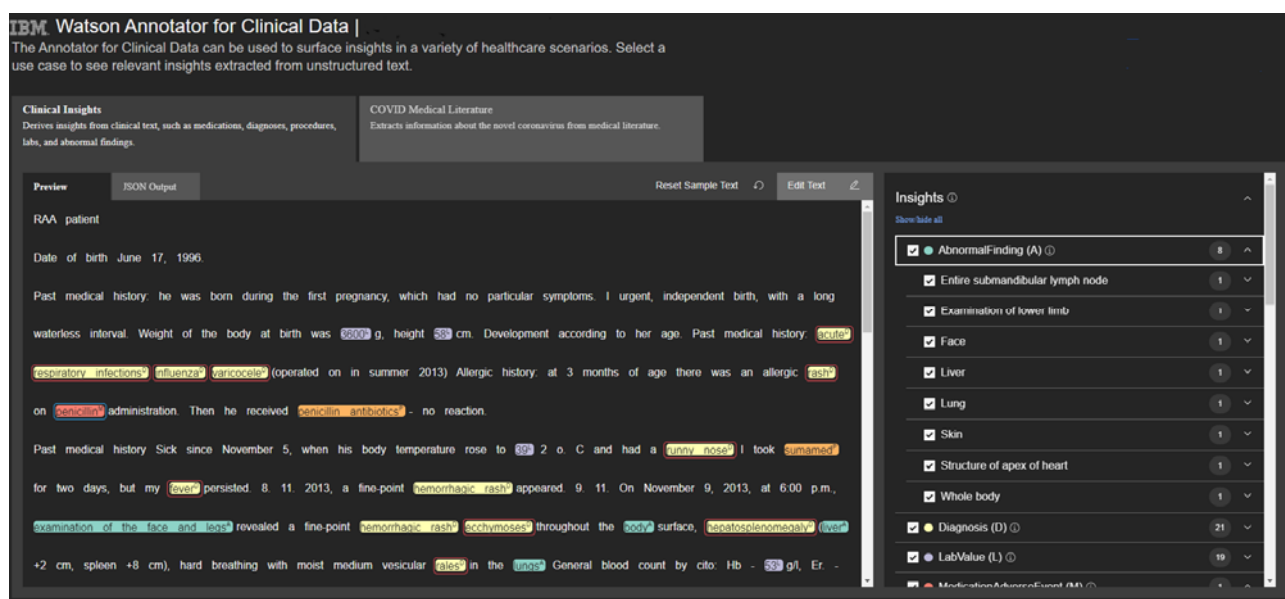 IBM Watson Annotator for Clinical Data |
The Annotator for Clinical Data can be used to surface insights in a variety of healthcare scenarios. Select a
use case to see relevant insights extracted from unstructured text.
Clinical Insights
Derives insights from clinical text, such as medications, diagnoses, procedures,
labs, and abnormal findings.
COVID Medical Literature
Extracts information about the novel coronavirus from medical literature.
Preview
JSON Output
Reset Sample Text
Edit Text
RAA patient
Date of birth June 17, 1996.
Past medical history: he was born during the first pregnancy, which had no particular symptoms. I urgent, independent birth, with a long
waterless interval. Weight of the body at birth was 3600 L g, height 58 L cm. Development according to her age. Past medical history: acute D
respiratory infections D influenza D varicocele D (operated on in summer 2013) Allergic history: at 3 months of age there was an allergic rash D
on penicillin M administration. Then he received penicillin antibiotics - no reaction.
Past medical history Sick since November 5, when his body temperature rose to 39 L 2 o. C and had a runny nose D I took sumamed
for two days, but my fever D persisted. 8. 11. 2013, a fine-point hemorrhagic rash D appeared. 9. 11. On November 9, 2013, at 6:00 p.m.,
examination of the face and legs A revealed a fine-point hemorrhagic rash D ecchymoses D throughout the body A surface, hepatosplenomegaly D (liver A
+2 cm, spleen +8 cm), hard breathing with moist medium vesicular rales D in the lungs A General blood count by cito: Hb - 53 L g/l, Er. -
Insights
Show/hide all
AbnormalFinding (A) 8
Entire submandibular lymph node 1
Examination of lower limb 1
Face 1
Liver 1
Lung 1
Skin 1
Structure of apex of heart 1
Whole body 1
Diagnosis (D) 21
LabValue (L) 19
MedicationAdverseEvent (M) 1